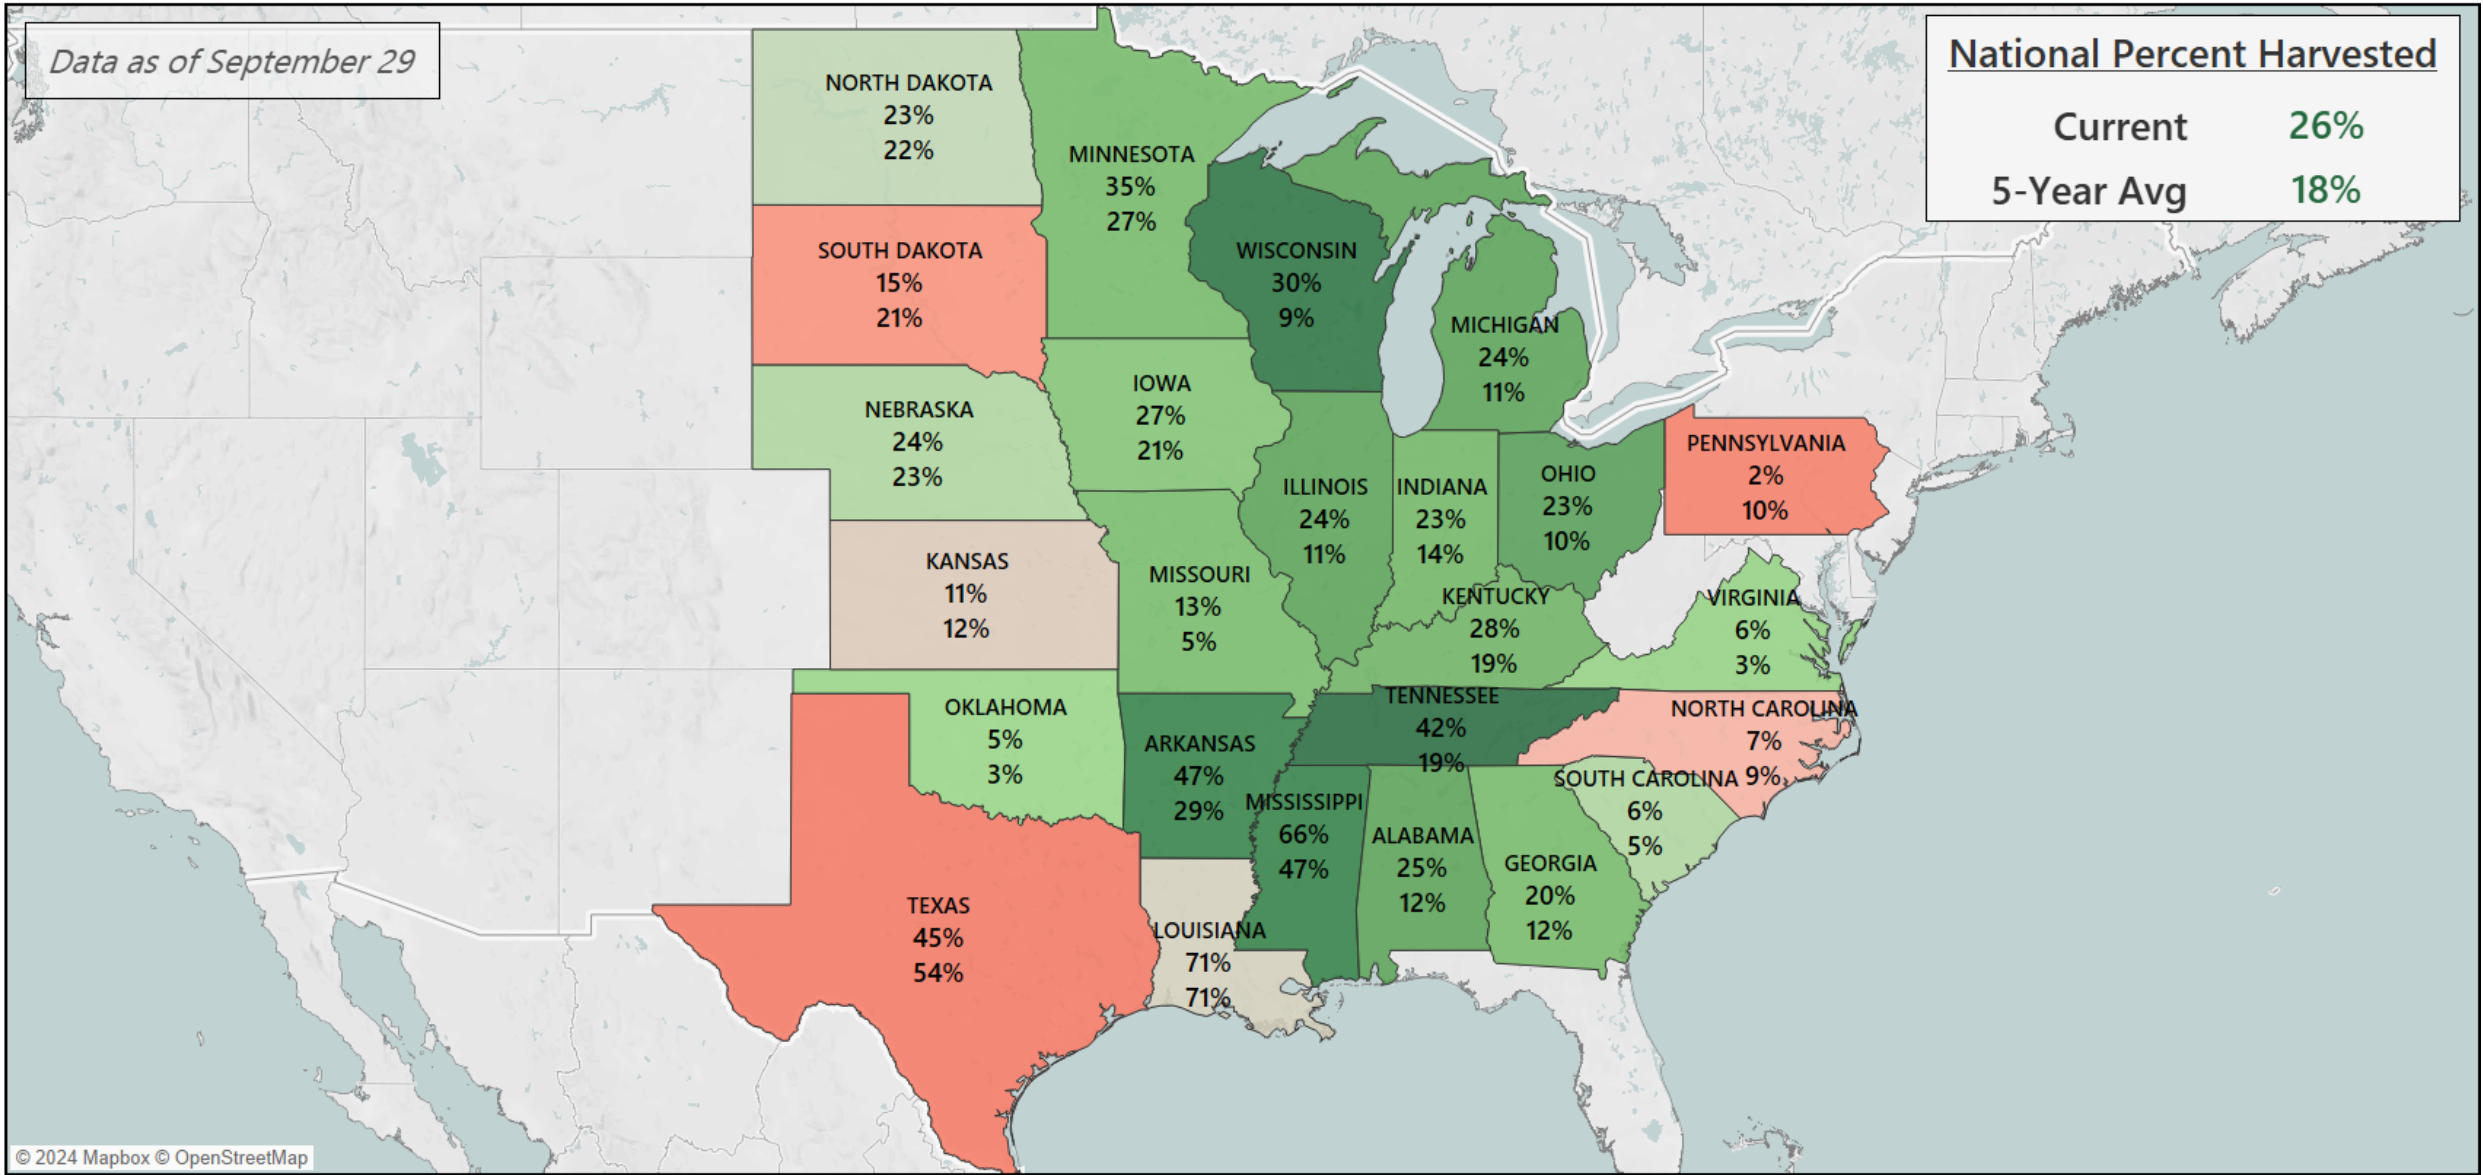 Data as of September 29
National Percent Harvested
Current 26%
5-Year Avg 18%
NORTH DAKOTA
23%
22%
MINNESOTA
35%
27%
SOUTH DAKOTA
15%
21%
WISCONSIN
30%
9%
MICHIGAN
24%
11%
IOWA
27%
21%
NEBRASKA
24%
23%
PENNSYLVANIA
2%
10%
ILLINOIS
24%
11%
INDIANA
23%
14%
OHIO
23%
10%
KANSAS
11%
12%
MISSOURI
13%
5%
KENTUCKY
28%
19%
VIRGINIA
6%
3%
OKLAHOMA
5%
3%
ARKANSAS
47%
29%
TENNESSEE
42%
19%
NORTH CAROLINA
7%
9%
SOUTH CAROLINA
6%
5%
MISSISSIPPI
66%
47%
ALABAMA
25%
12%
GEORGIA
20%
12%
TEXAS
45%
54%
LOUISIANA
71%
71%
© 2024 Mapbox © OpenStreetMap